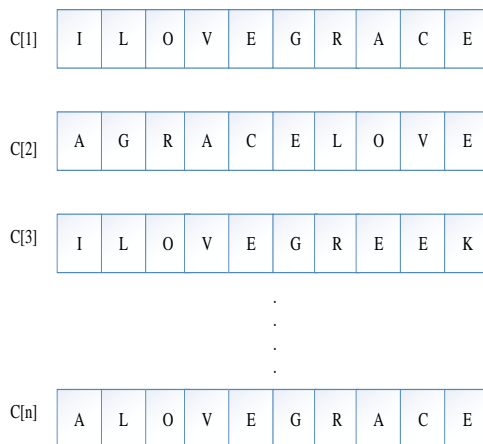 C[1] I L O V E G R A C E
C[2] A G R A C E L O V E
C[3] I L O V E G R E E K
.
.
.
.
C[n] A L O V E G R A C E